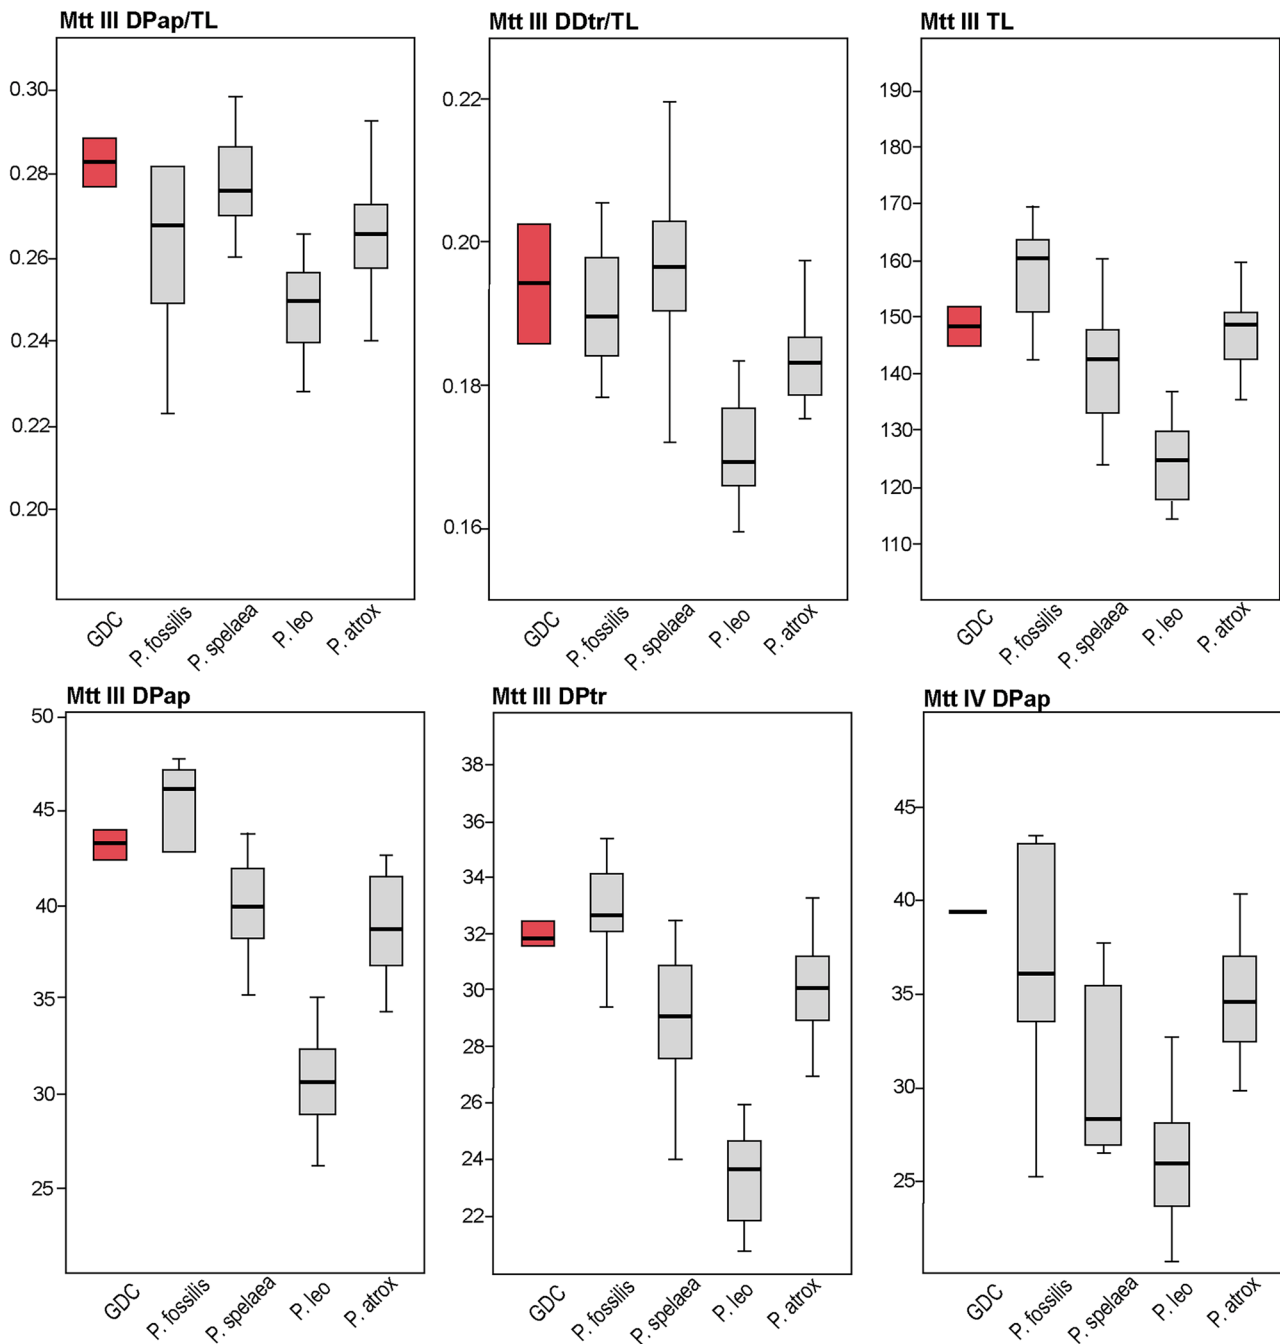 Mtt III DPap/TL
0.30
0.28
0.26
0.24
0.22
0.20
GDC
P. fossilis
P. spelaea
P. leo
P. atrox
Mtt III DDtr/TL
0.22
0.20
0.18
0.16
GDC
P. fossilis
P. spelaea
P. leo
P. atrox
Mtt III TL
190
180
170
160
150
140
130
120
110
GDC
P. fossilis
P. spelaea
P. leo
P. atrox
Mtt III DPap
50
45
40
35
30
25
GDC
P. fossilis
P. spelaea
P. leo
P. atrox
Mtt III DPtr
38
36
34
32
30
28
26
24
22
GDC
P. fossilis
P. spelaea
P. leo
P. atrox
Mtt IV DPap
45
40
35
30
25
GDC
P. fossilis
P. spelaea
P. leo
P. atrox